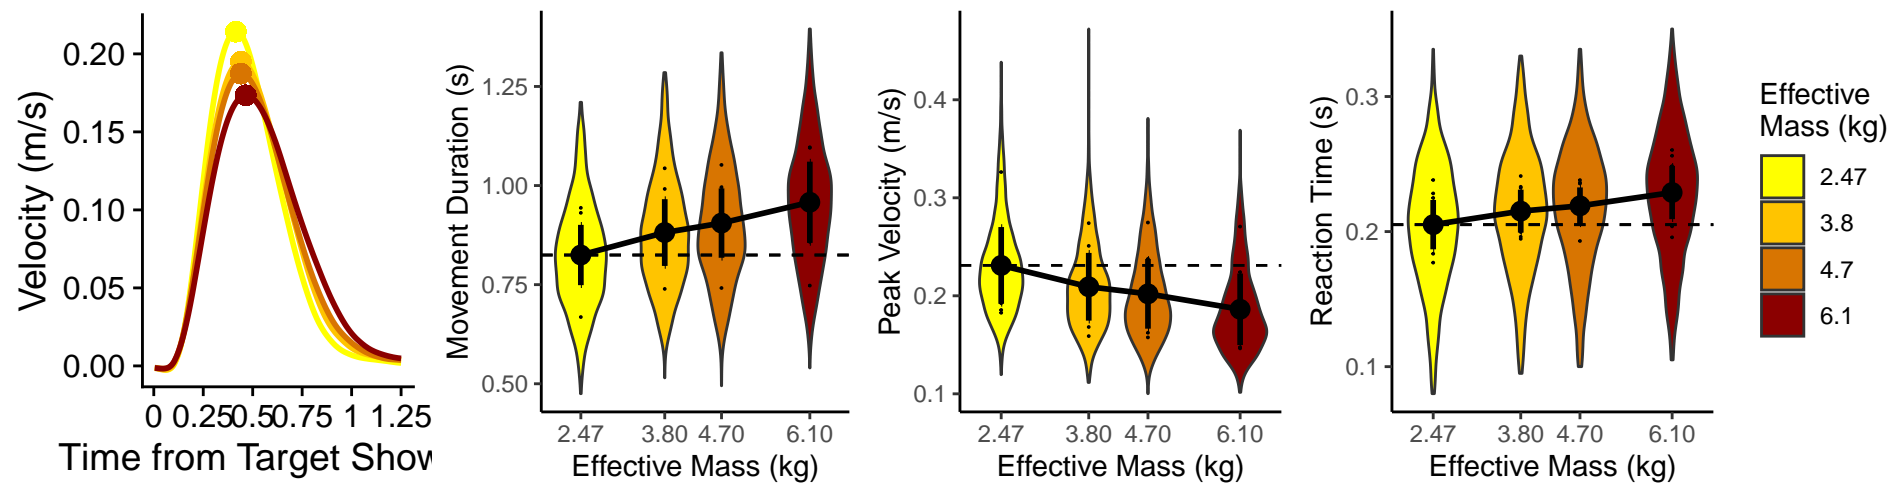 Velocity (m/s)
0.20
0.15
0.10
0.05
0.00
0 0.25 0.5 0.75 1 1.25
Time from Target Show
Movement Duration (s)
1.25
1.00
0.75
0.50
2.47 3.80 4.70 6.10
Effective Mass (kg)
Peak Velocity (m/s)
0.4
0.3
0.2
0.1
2.47 3.80 4.70 6.10
Effective Mass (kg)
Reaction Time (s)
0.3
0.2
0.1
2.47 3.80 4.70 6.10
Effective Mass (kg)
Effective
Mass (kg)
2.47
3.8
4.7
6.1